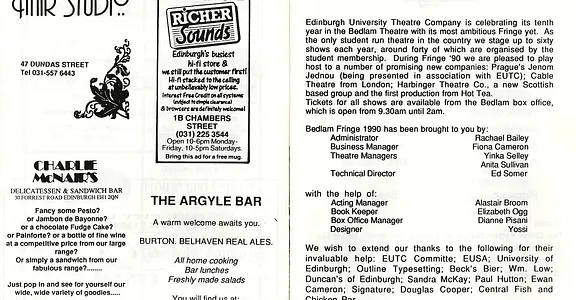 HAIR STUDIO..
47 DUNDAS STREET
Tel 031-557 6443
CHARLIE
McNAIR'S
DELICATESSEN & SANDWICH BAR
30 FORREST ROAD EDINBURGH EH1 2QN
Fancy some Pesto?
or Jambon de Bayonne?
or a chocolate Fudge Cake?
or Painforte? or a bottle of fine wine
at a competitive price from our large
range?
Or simply a sandwich from our
fabulous range?........
Just pop in and see for yourself our
wide, wide variety of goodies.....
RICHER
Sounds
Edinburgh's busiest
hi-fi store &
we still put the customer first!
Hi-fi stacked to the ceiling
at unbelievably low prices.
Interest Free Credit on all systems
(subject to simple clearance)
& browsers are definitely welcome!
1B CHAMBERS
STREET
(031) 225 3544
Open 10-6pm Monday-
Friday, 10-5pm Saturdays.
Bring this ad for a free mug.
THE ARGYLE BAR
A warm welcome awaits you.
BURTON. BELHAVEN REAL ALES.
All home cooking
Bar lunches
Freshly made salads
You will find us at:
Edinburgh University Theatre Company is celebrating its tenth
year in the Bedlam Theatre with its most ambitious Fringe yet. As
the only student run theatre in the country we stage up to sixty
shows each year, around forty of which are organised by the
student membership. During Fringe '90 we are pleased to play
host to a number of promising new companies: Prague's Jenom
Jednou (being presented in association with EUTC); Cable
Theatre from London; Harbinger Theatre Co., a new Scottish
based group and the first production from Hot Tea.
Tickets for all shows are available from the Bedlam box office,
which is open from 9.30am until 2am.
Bedlam Fringe 1990 has been brought to you by:
Administrator Rachael Bailey
Business Manager Fiona Cameron
Theatre Managers Yinka Selley
Anita Sullivan
Technical Director Ed Somer
with the help of:
Acting Manager Alastair Broom
Book Keeper Elizabeth Ogg
Box Office Manager Dianne Pisani
Designer Yossi
We wish to extend our thanks to the following for their
invaluable help: EUTC Committe; EUSA; University of
Edinburgh; Outline Typesetting; Beck's Bier; Wm. Low;
Duncan's of Edinburgh; Sandra McKay; Paul Hutton; Ewan
Cameron; Signature; Douglas Cooper; Central Fish and
Chicken Bar